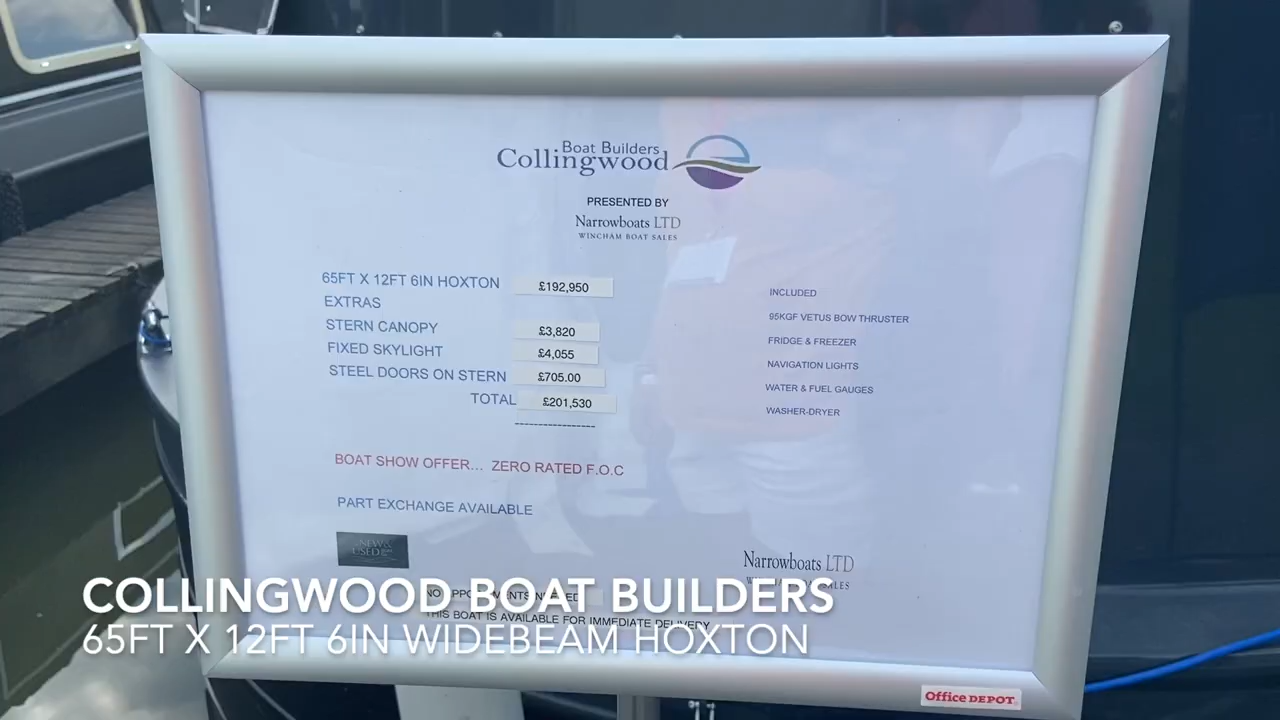 Boat Builders
Collingwood
PRESENTED BY
Narrowboats LTD
WINCHAM BOAT SALES
65FT X 12FT 6IN HOXTON £192,950
EXTRAS
STERN CANOPY £3,820
FIXED SKYLIGHT £4,055
STEEL DOORS ON STERN £705.00
TOTAL £201,530
-----------------
INCLUDED
95KGF VETUS BOW THRUSTER
FRIDGE & FREEZER
NAVIGATION LIGHTS
WATER & FUEL GAUGES
WASHER-DRYER
BOAT SHOW OFFER... ZERO RATED F.O.C
PART EXCHANGE AVAILABLE
NEW &
USED
Narrowboats LTD
SALES
THIS BOAT IS AVAILABLE FOR IMMEDIATE DELIVERY
COLLINGWOOD BOAT BUILDERS
65FT X 12FT 6IN WIDEBEAM HOXTON
Office DEPOT